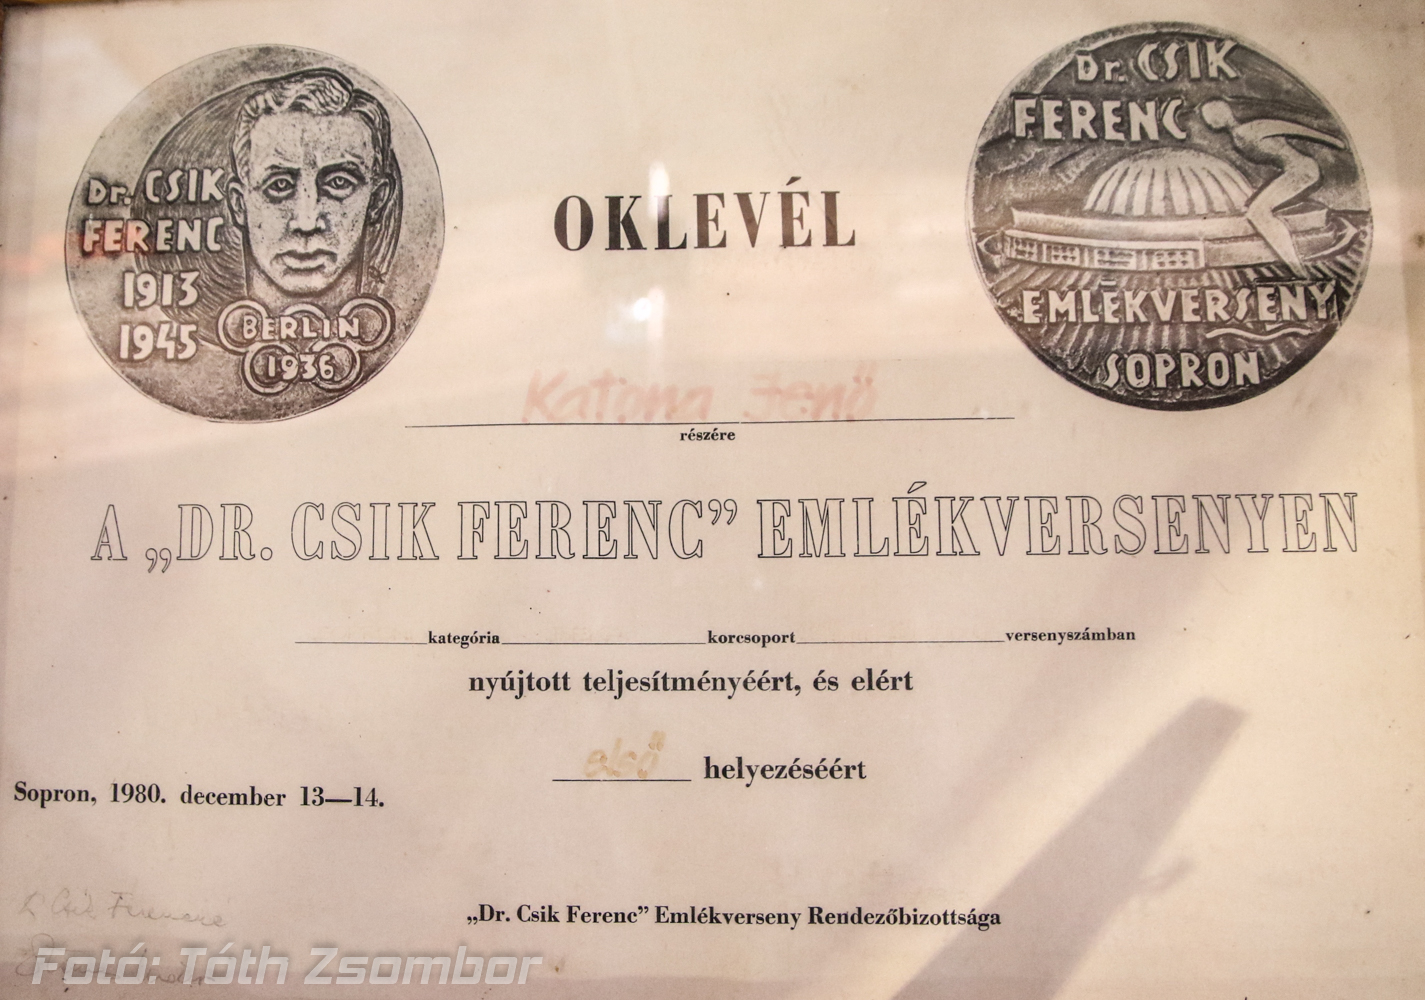 Dr. CSIK
FERENC
1913
1945
BERLIN
1936
OKLEVÉL
Dr. CSIK
FERENC
EMLÉKVERSENY
SOPRON
Katona Jenő
részére
A „DR. CSIK FERENC” EMLÉKVERSENYEN
kategória korcsoport versenyszámban
nyújtott teljesítményéért, és elért
első helyezéséért
Sopron, 1980. december 13—14.
Csik Ferencné
„Dr. Csik Ferenc” Emlékverseny Rendezőbizottsága
Fotó: Tóth Zsombor